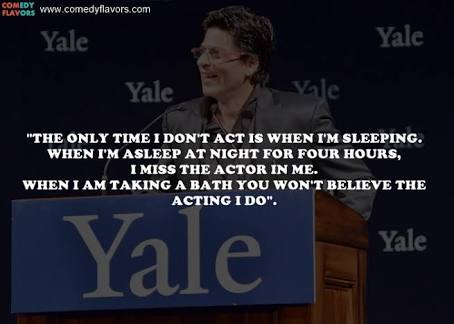 COMEDY
FLAVORS www.comedyflavors.com
Yale
Yale
Yale
Yale
"THE ONLY TIME I DON'T ACT IS WHEN I'M SLEEPING.
WHEN I'M ASLEEP AT NIGHT FOR FOUR HOURS,
I MISS THE ACTOR IN ME.
WHEN I AM TAKING A BATH YOU WON'T BELIEVE THE
ACTING I DO".
Yale
Yale